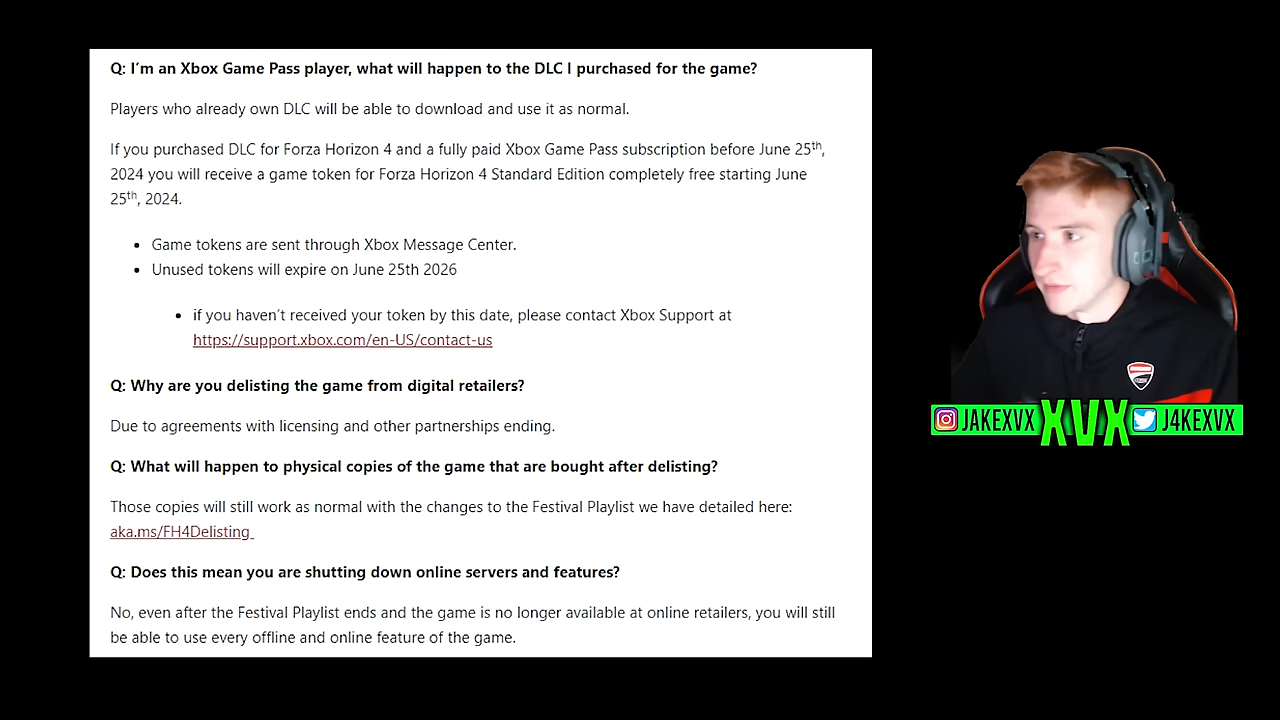 Q: I'm an Xbox Game Pass player, what will happen to the DLC I purchased for the game?
Players who already own DLC will be able to download and use it as normal.
If you purchased DLC for Forza Horizon 4 and a fully paid Xbox Game Pass subscription before June 25th,
2024 you will receive a game token for Forza Horizon 4 Standard Edition completely free starting June
25th, 2024.
• Game tokens are sent through Xbox Message Center.
• Unused tokens will expire on June 25th 2026
• if you haven't received your token by this date, please contact Xbox Support at
https://support.xbox.com/en-US/contact-us
Q: Why are you delisting the game from digital retailers?
Due to agreements with licensing and other partnerships ending.
Q: What will happen to physical copies of the game that are bought after delisting?
Those copies will still work as normal with the changes to the Festival Playlist we have detailed here:
aka.ms/FH4Delisting
Q: Does this mean you are shutting down online servers and features?
No, even after the Festival Playlist ends and the game is no longer available at online retailers, you will still
be able to use every offline and online feature of the game.
JAKEXVX XVX J4KEXVX